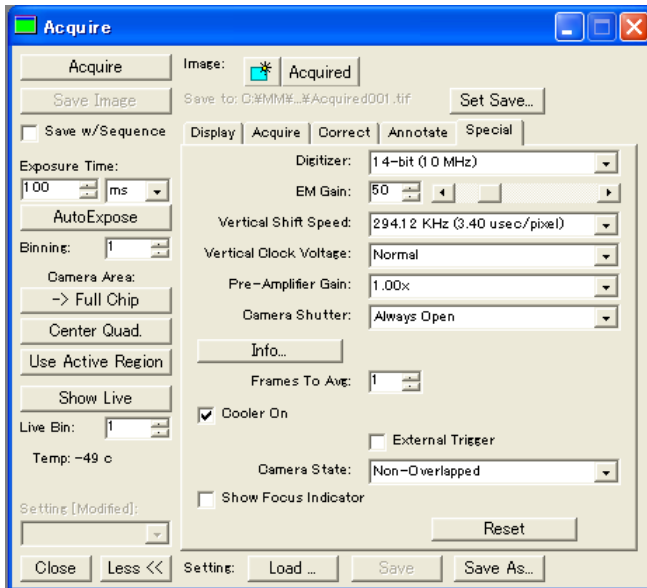 Acquire
Acquire
Image:
Acquired
Save Image
Save to: C:¥MM¥...¥Acquired001.tif
Set Save...
Save w/Sequence
Display
Acquire
Correct
Annotate
Special
Exposure Time:
100
ms
AutoExpose
Binning:
1
Camera Area:
-> Full Chip
Center Quad.
Use Active Region
Show Live
Live Bin:
1
Temp: -49 c
Setting [Modified]:
Digitizer:
14-bit (10 MHz)
EM Gain:
50
Vertical Shift Speed:
294.12 KHz (3.40 usec/pixel)
Vertical Clock Voltage:
Normal
Pre-Amplifier Gain:
1.00x
Camera Shutter:
Always Open
Info...
Frames To Avg:
1
Cooler On
External Trigger
Camera State:
Non-Overlapped
Show Focus Indicator
Reset
Close
Less <<
Setting:
Load ...
Save
Save As...